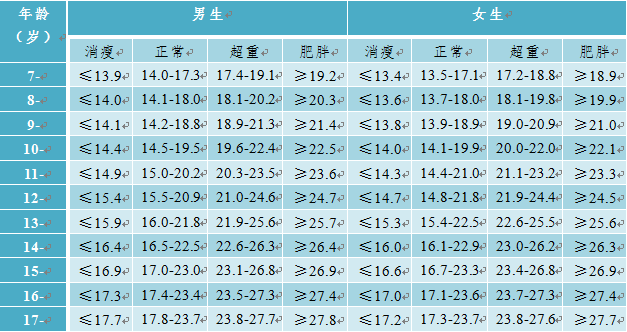 年龄（岁） 男生 女生
消瘦 正常 超重 肥胖 消瘦 正常 超重 肥胖
7- ≤13.9 14.0-17.3 17.4-19.1 ≥19.2 ≤13.4 13.5-17.1 17.2-18.8 ≥18.9
8- ≤14.0 14.1-18.0 18.1-20.2 ≥20.3 ≤13.6 13.7-18.0 18.1-19.8 ≥19.9
9- ≤14.1 14.2-18.8 18.9-21.3 ≥21.4 ≤13.8 13.9-18.9 19.0-20.9 ≥21.0
10- ≤14.4 14.5-19.5 19.6-22.4 ≥22.5 ≤14.0 14.1-19.9 20.0-22.0 ≥22.1
11- ≤14.9 15.0-20.2 20.3-23.5 ≥23.6 ≤14.3 14.4-21.0 21.1-23.2 ≥23.3
12- ≤15.4 15.5-20.9 21.0-24.6 ≥24.7 ≤14.7 14.8-21.8 21.9-24.4 ≥24.5
13- ≤15.9 16.0-21.8 21.9-25.6 ≥25.7 ≤15.3 15.4-22.5 22.6-25.5 ≥25.6
14- ≤16.4 16.5-22.5 22.6-26.3 ≥26.4 ≤16.0 16.1-22.9 23.0-26.2 ≥26.3
15- ≤16.9 17.0-23.0 23.1-26.8 ≥26.9 ≤16.6 16.7-23.3 23.4-26.8 ≥26.9
16- ≤17.3 17.4-23.4 23.5-27.3 ≥27.4 ≤17.0 17.1-23.6 23.7-27.3 ≥27.4
17- ≤17.7 17.8-23.7 23.8-27.7 ≥27.8 ≤17.2 17.3-23.7 23.8-27.6 ≥27.7